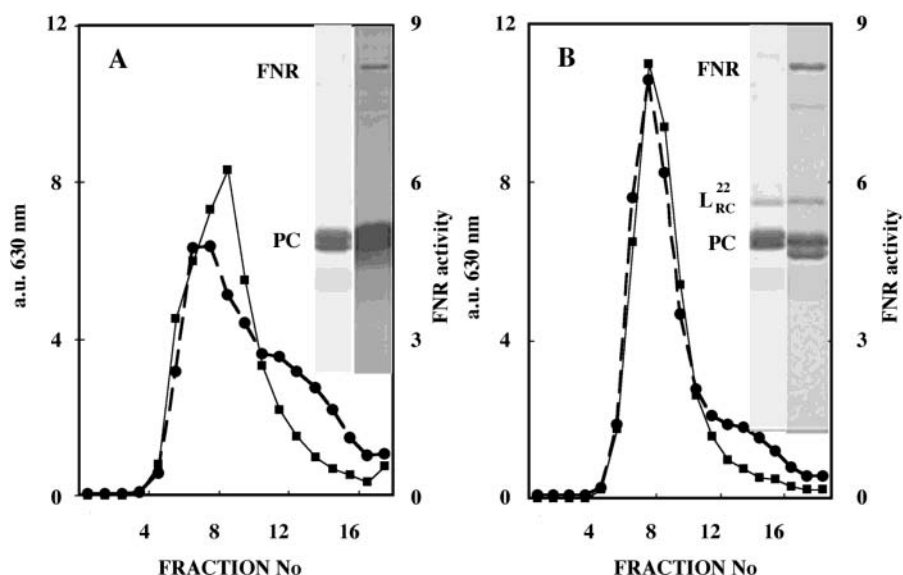 12
8
4
0
a.u. 630 nm
A
FNR
PC
9
6
3
0
FNR activity
4 8 12 16
FRACTION No
12
8
4
0
a.u. 630 nm
B
FNR
L22RC
PC
9
6
3
0
FNR activity
4 8 12 16
FRACTION No